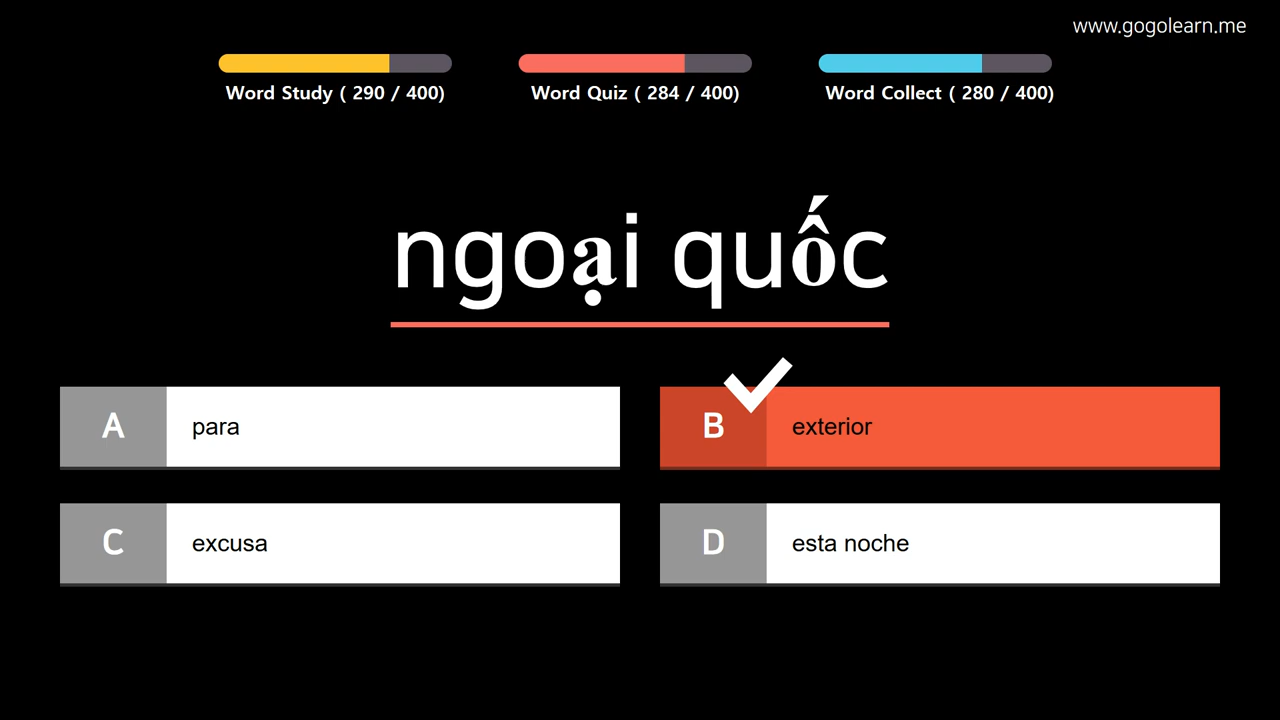 www.gogolearn.me
Word Study ( 290 / 400)
Word Quiz ( 284 / 400)
Word Collect ( 280 / 400)
ngoại quốc
A para
B exterior
C excusa
D esta noche